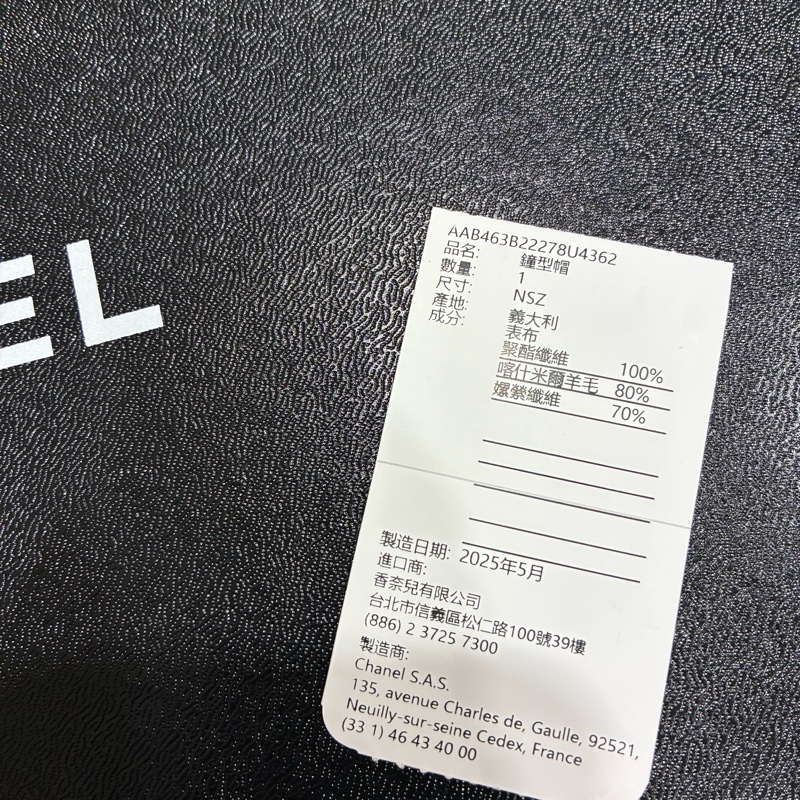 EL
AAB463B22278U4362
品名: 鐘型帽
數量: 1
尺寸: NSZ
產地: 義大利
成分: 表布
聚酯纖維 100%
喀什米爾羊毛 80%
嫘縈纖維 70%
製造日期: 2025年5月
進口商:
香奈兒有限公司
台北市信義區松仁路100號39樓
(886) 2 3725 7300
製造商:
Chanel S.A.S.
135, avenue Charles de, Gaulle, 92521,
Neuilly-sur-seine Cedex, France
(33 1) 46 43 40 00